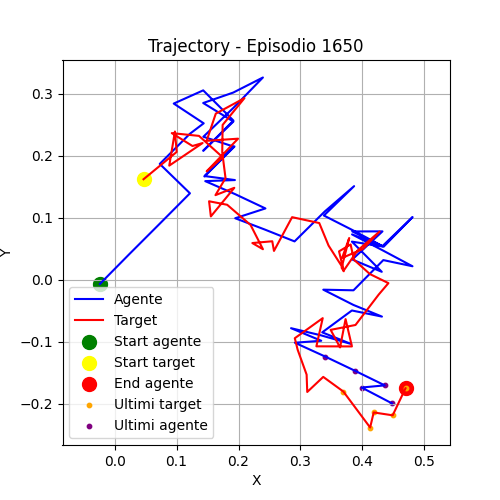 Trajectory - Episodio 1650
Y
0.3
0.2
0.1
0.0
−0.1
−0.2
Agente
Target
Start agente
Start target
End agente
Ultimi target
Ultimi agente
0.0
0.1
0.2
0.3
0.4
0.5
X